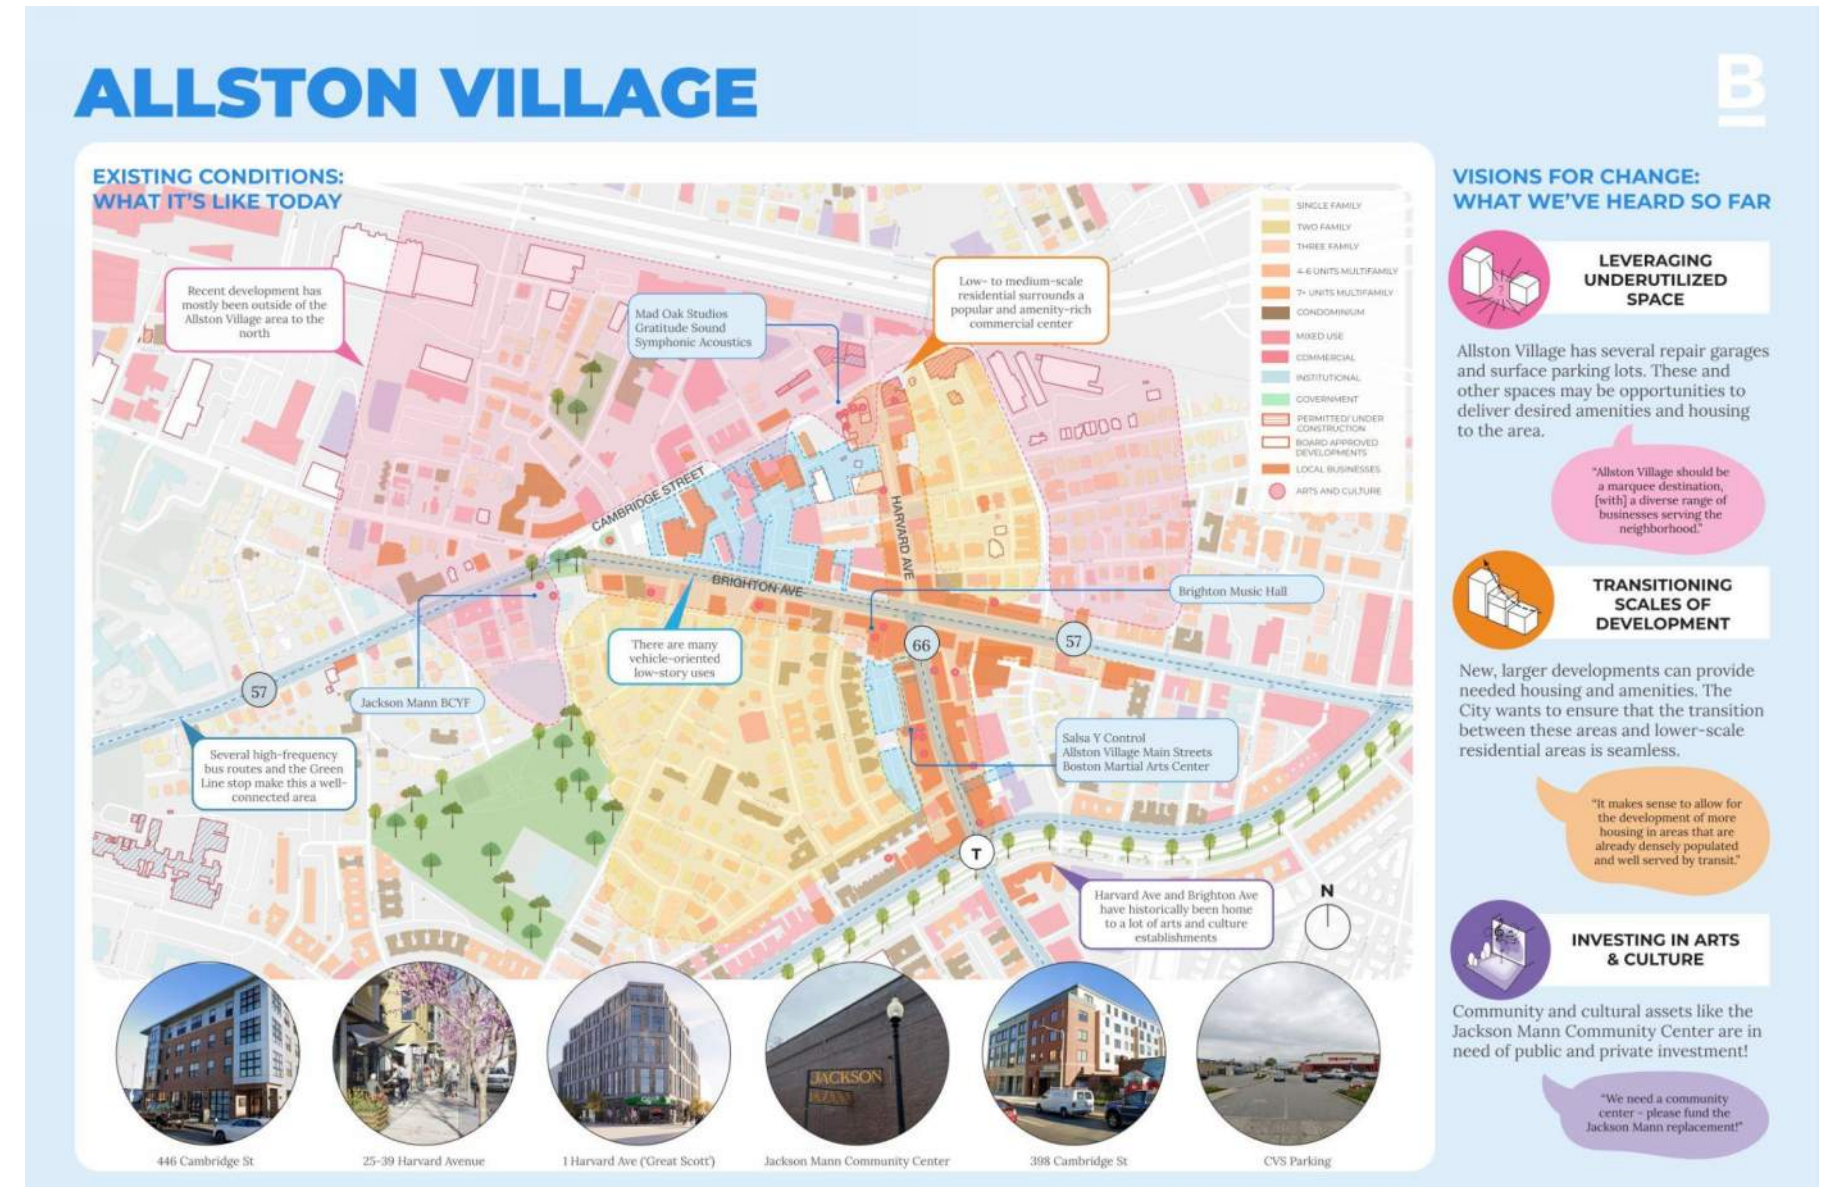 ALLSTON VILLAGE
B
EXISTING CONDITIONS:
WHAT IT'S LIKE TODAY
Recent development has
mostly been outside of the
Allston Village area to the
north
Mad Oak Studios
Gratitude Sound
Symphonic Acoustics
Low- to medium-scale
residential surrounds a
popular and amenity-rich
commercial center
SINGLE FAMILY
TWO FAMILY
THREE FAMILY
4-6 UNITS MULTIFAMILY
7+ UNITS MULTIFAMILY
CONDOMINIUM
MIXED USE
COMMERCIAL
INSTITUTIONAL
GOVERNMENT
PERMITTED/ UNDER
CONSTRUCTION
BOARD APPROVED
DEVELOPMENTS
LOCAL BUSINESSES
ARTS AND CULTURE
CAMBRIDGE STREET
HARVARD AVE
BRIGHTON AVE
Brighton Music Hall
There are many
vehicle-oriented
low-story uses
66
57
57
Jackson Mann BCYF
Several high-frequency
bus routes and the Green
Line stop make this a well-
connected area
Salsa Y Control
Allston Village Main Streets
Boston Martial Arts Center
T
Harvard Ave and Brighton Ave
have historically been home
to a lot of arts and culture
establishments
N
JACKSON
MANN
446 Cambridge St
25-39 Harvard Avenue
1 Harvard Ave ('Great Scott')
Jackson Mann Community Center
398 Cambridge St
CVS Parking
VISIONS FOR CHANGE:
WHAT WE'VE HEARD SO FAR
LEVERAGING
UNDERUTILIZED
SPACE
Allston Village has several repair garages
and surface parking lots. These and
other spaces may be opportunities to
deliver desired amenities and housing
to the area.
"Allston Village should be
a marquee destination,
[with] a diverse range of
businesses serving the
neighborhood."
TRANSITIONING
SCALES OF
DEVELOPMENT
New, larger developments can provide
needed housing and amenities. The
City wants to ensure that the transition
between these areas and lower-scale
residential areas is seamless.
"It makes sense to allow for
the development of more
housing in areas that are
already densely populated
and well served by transit."
INVESTING IN ARTS
& CULTURE
Community and cultural assets like the
Jackson Mann Community Center are in
need of public and private investment!
"We need a community
center - please fund the
Jackson Mann replacement!"